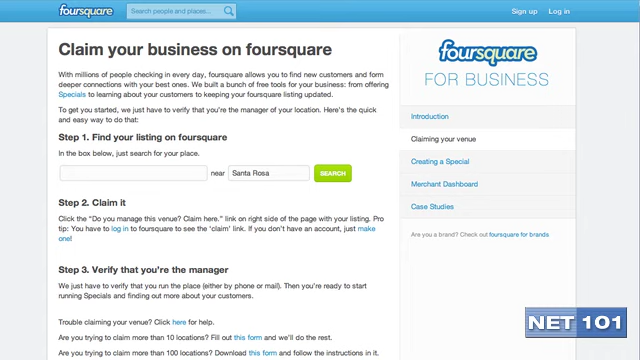 foursquare
Search people and places...
Sign up
Log in
Claim your business on foursquare
With millions of people checking in every day, foursquare allows you to find new customers and form
deeper connections with your best ones. We built a bunch of free tools for your business: from offering
Specials to learning about your customers to keeping your foursquare listing updated.
To get you started, we just have to verify that you're the manager of your location. Here's the quick
and easy way to do that:
Step 1. Find your listing on foursquare
In the box below, just search for your place.
near
Santa Rosa
SEARCH
Step 2. Claim it
Click the "Do you manage this venue? Claim here." link on right side of the page with your listing. Pro
tip: You have to log in to foursquare to see the 'claim' link. If you don't have an account, just make
one!
Step 3. Verify that you're the manager
We just have to verify that you run the place (either by phone or mail). Then you're ready to start
running Specials and finding out more about your customers.
Trouble claiming your venue? Click here for help.
Are you trying to claim more than 10 locations? Fill out this form and we'll do the rest.
Are you trying to claim more than 100 locations? Download this form and follow the instructions in it.
foursquare
FOR BUSINESS
Introduction
Claiming your venue
Creating a Special
Merchant Dashboard
Case Studies
Are you a brand? Check out foursquare for brands
NET 101